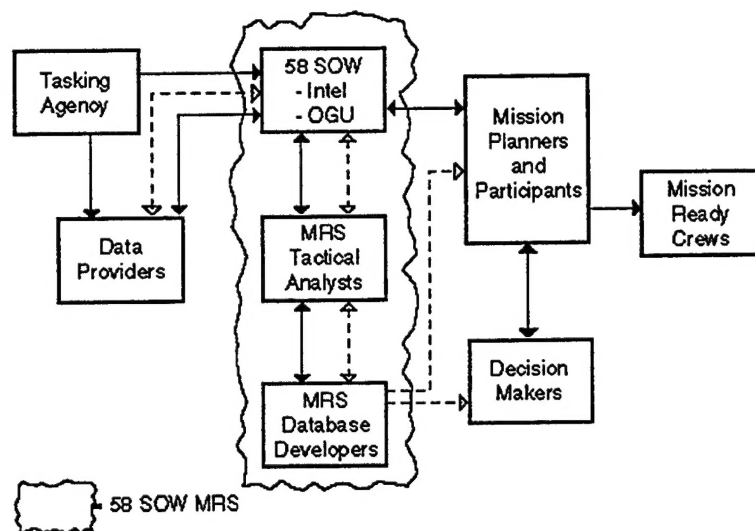 Tasking
Agency
58 SOW
- Intel
- OGU
Mission
Planners
and
Participants
Mission
Ready
Crews
Data
Providers
MRS
Tactical
Analysts
Decision
Makers
MRS
Database
Developers
58 SOW MRS